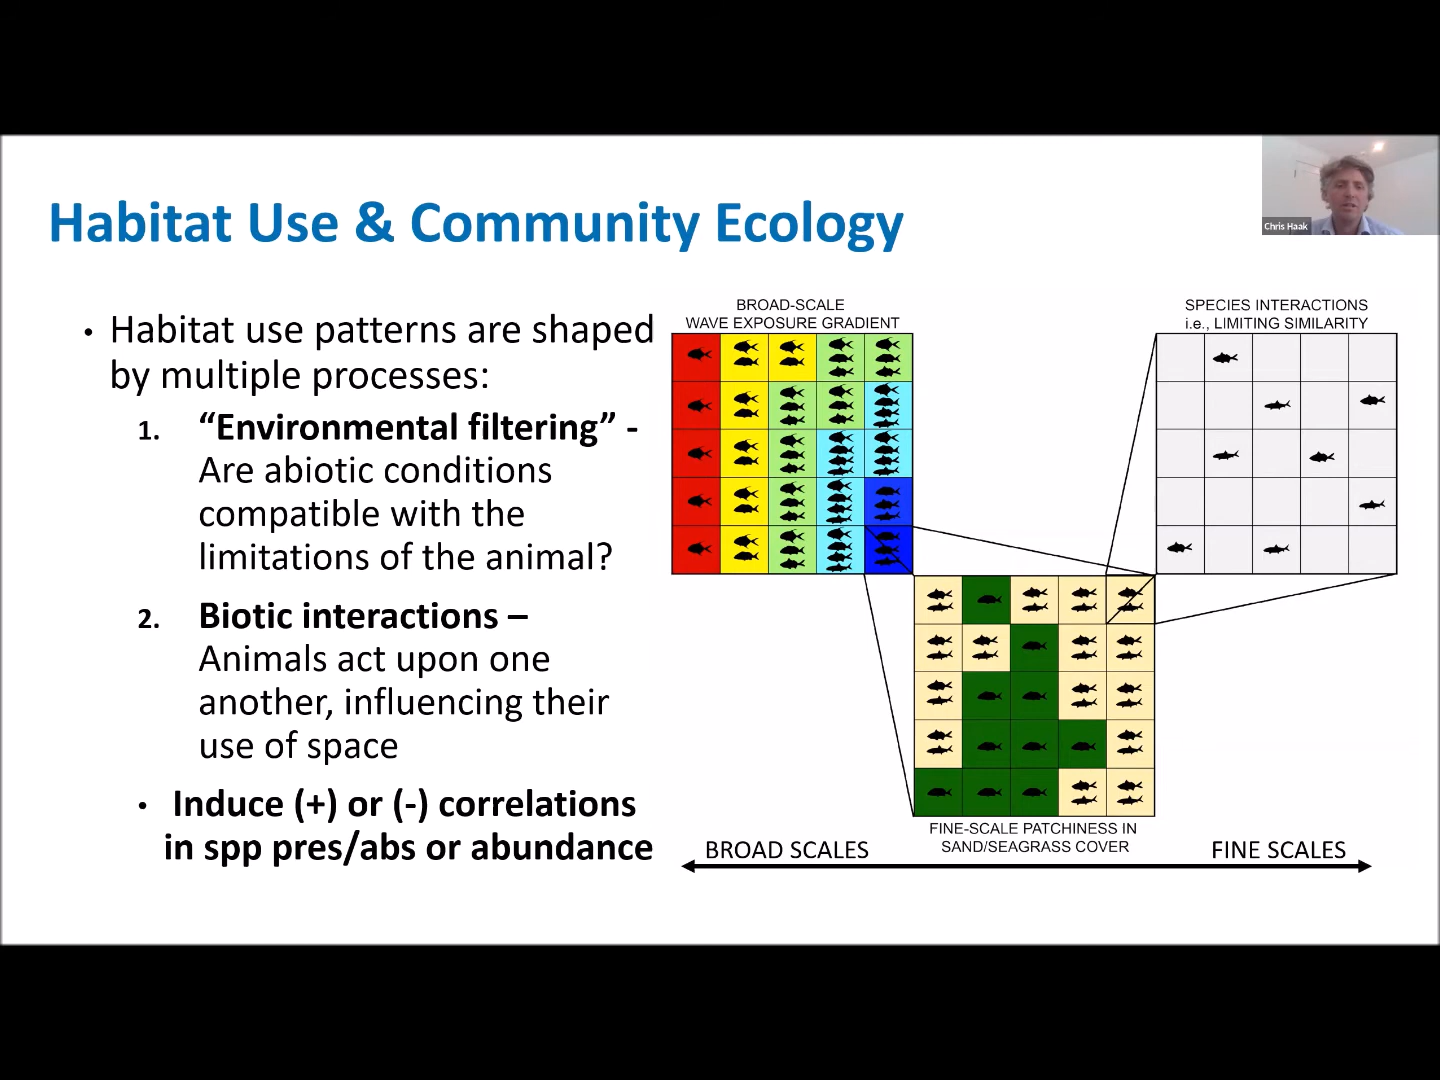 Habitat Use & Community Ecology
Chris Haak
• Habitat use patterns are shaped
by multiple processes:
1. “Environmental filtering” -
Are abiotic conditions
compatible with the
limitations of the animal?
2. Biotic interactions –
Animals act upon one
another, influencing their
use of space
• Induce (+) or (-) correlations
in spp pres/abs or abundance
BROAD-SCALE
WAVE EXPOSURE GRADIENT
SPECIES INTERACTIONS
i.e., LIMITING SIMILARITY
FINE-SCALE PATCHINESS IN
SAND/SEAGRASS COVER
BROAD SCALES
FINE SCALES